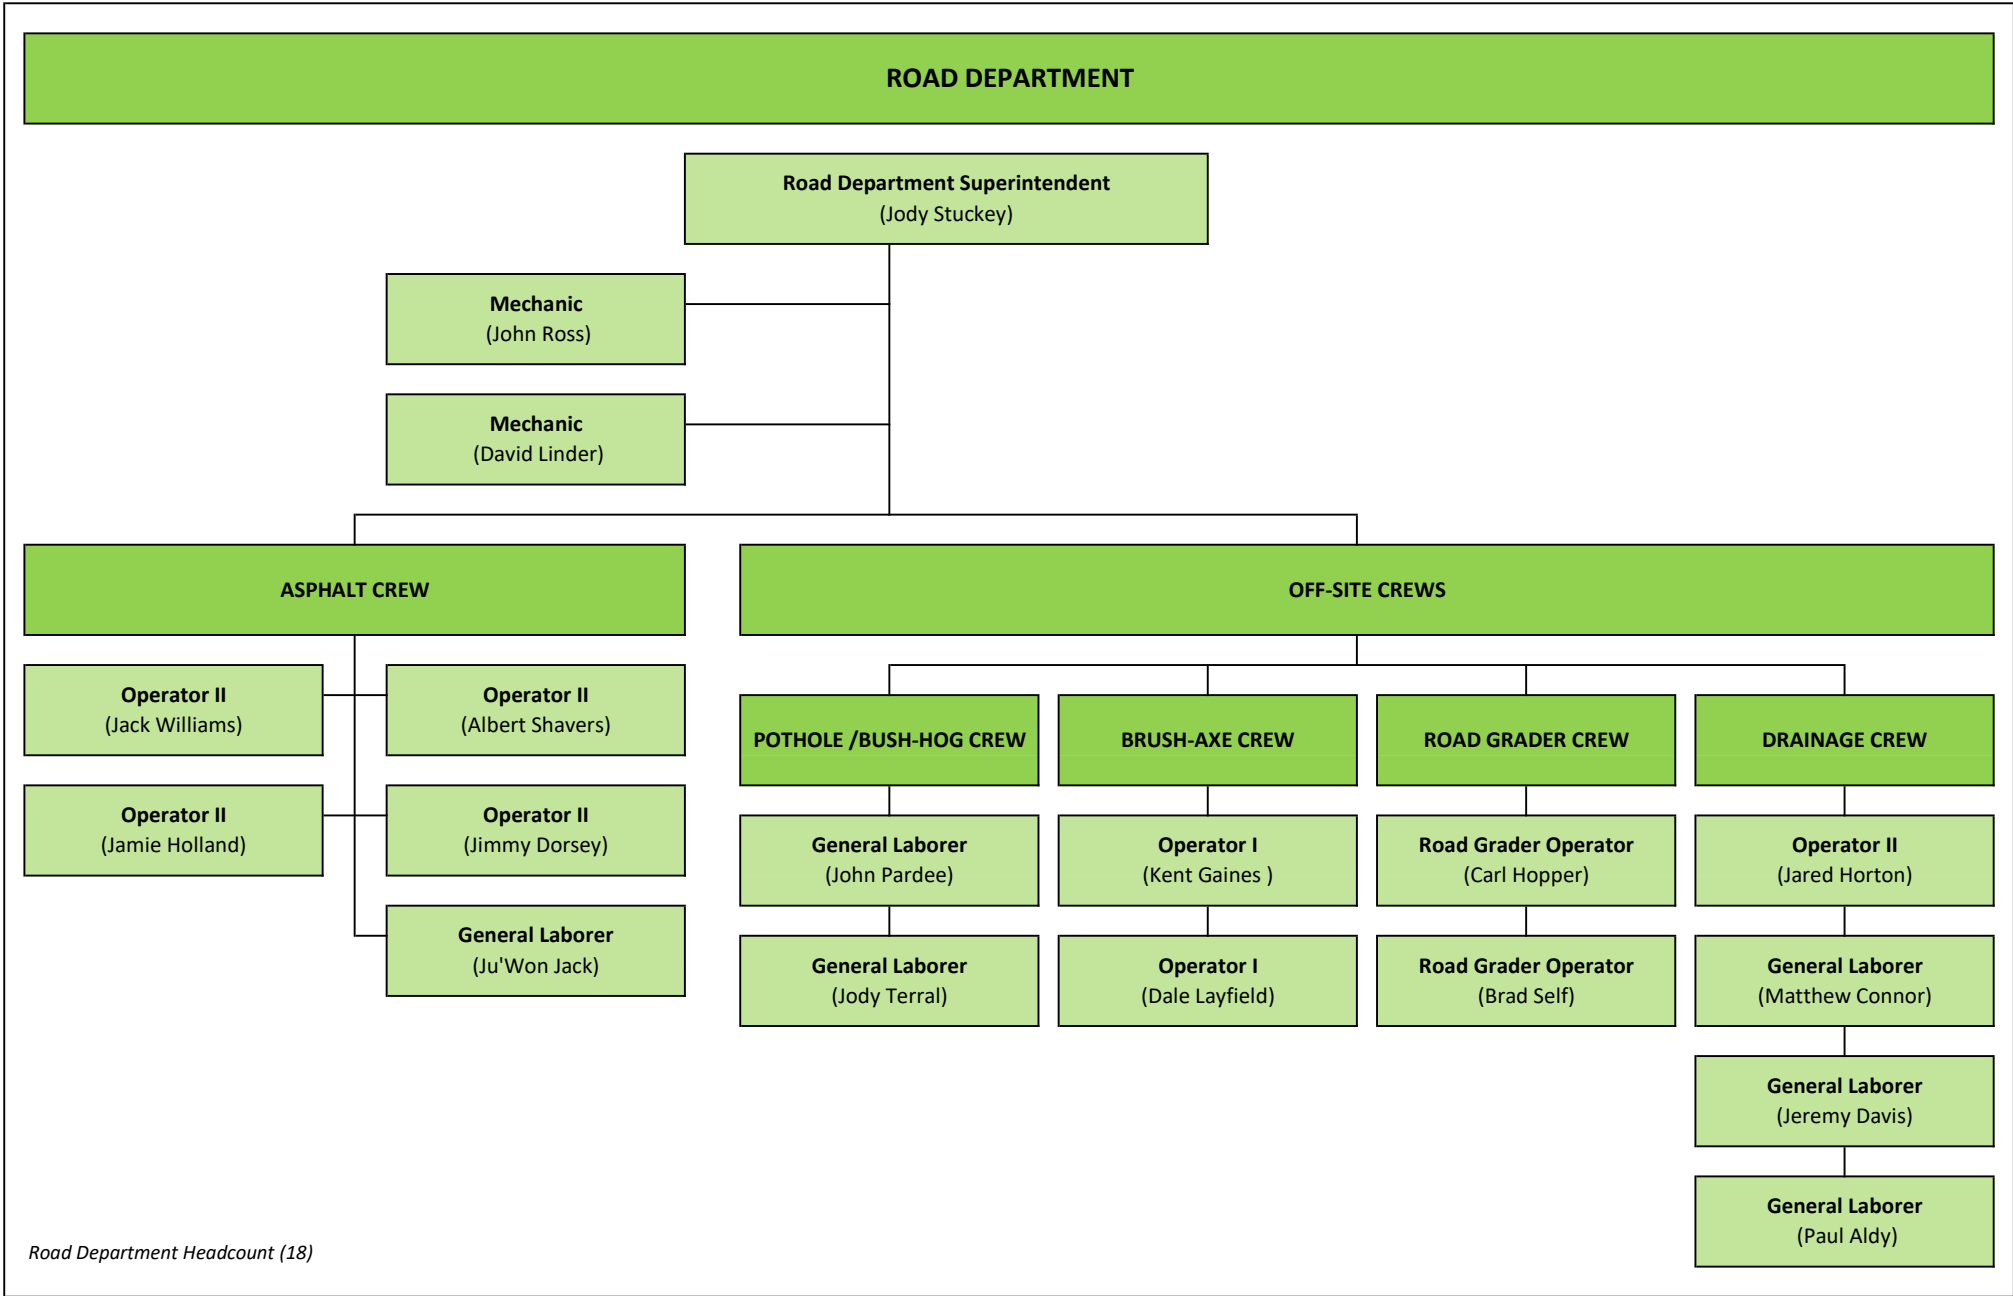 ROAD DEPARTMENT
Road Department Superintendent
(Jody Stuckey)
Mechanic
(John Ross)
Mechanic
(David Linder)
ASPHALT CREW
Operator II
(Jack Williams)
Operator II
(Albert Shavers)
Operator II
(Jamie Holland)
Operator II
(Jimmy Dorsey)
General Laborer
(Ju'Won Jack)
OFF-SITE CREWS
POTHOLE /BUSH-HOG CREW
General Laborer
(John Pardee)
General Laborer
(Jody Terral)
BRUSH-AXE CREW
Operator I
(Kent Gaines )
Operator I
(Dale Layfield)
ROAD GRADER CREW
Road Grader Operator
(Carl Hopper)
Road Grader Operator
(Brad Self)
DRAINAGE CREW
Operator II
(Jared Horton)
General Laborer
(Matthew Connor)
General Laborer
(Jeremy Davis)
General Laborer
(Paul Aldy)
Road Department Headcount (18)